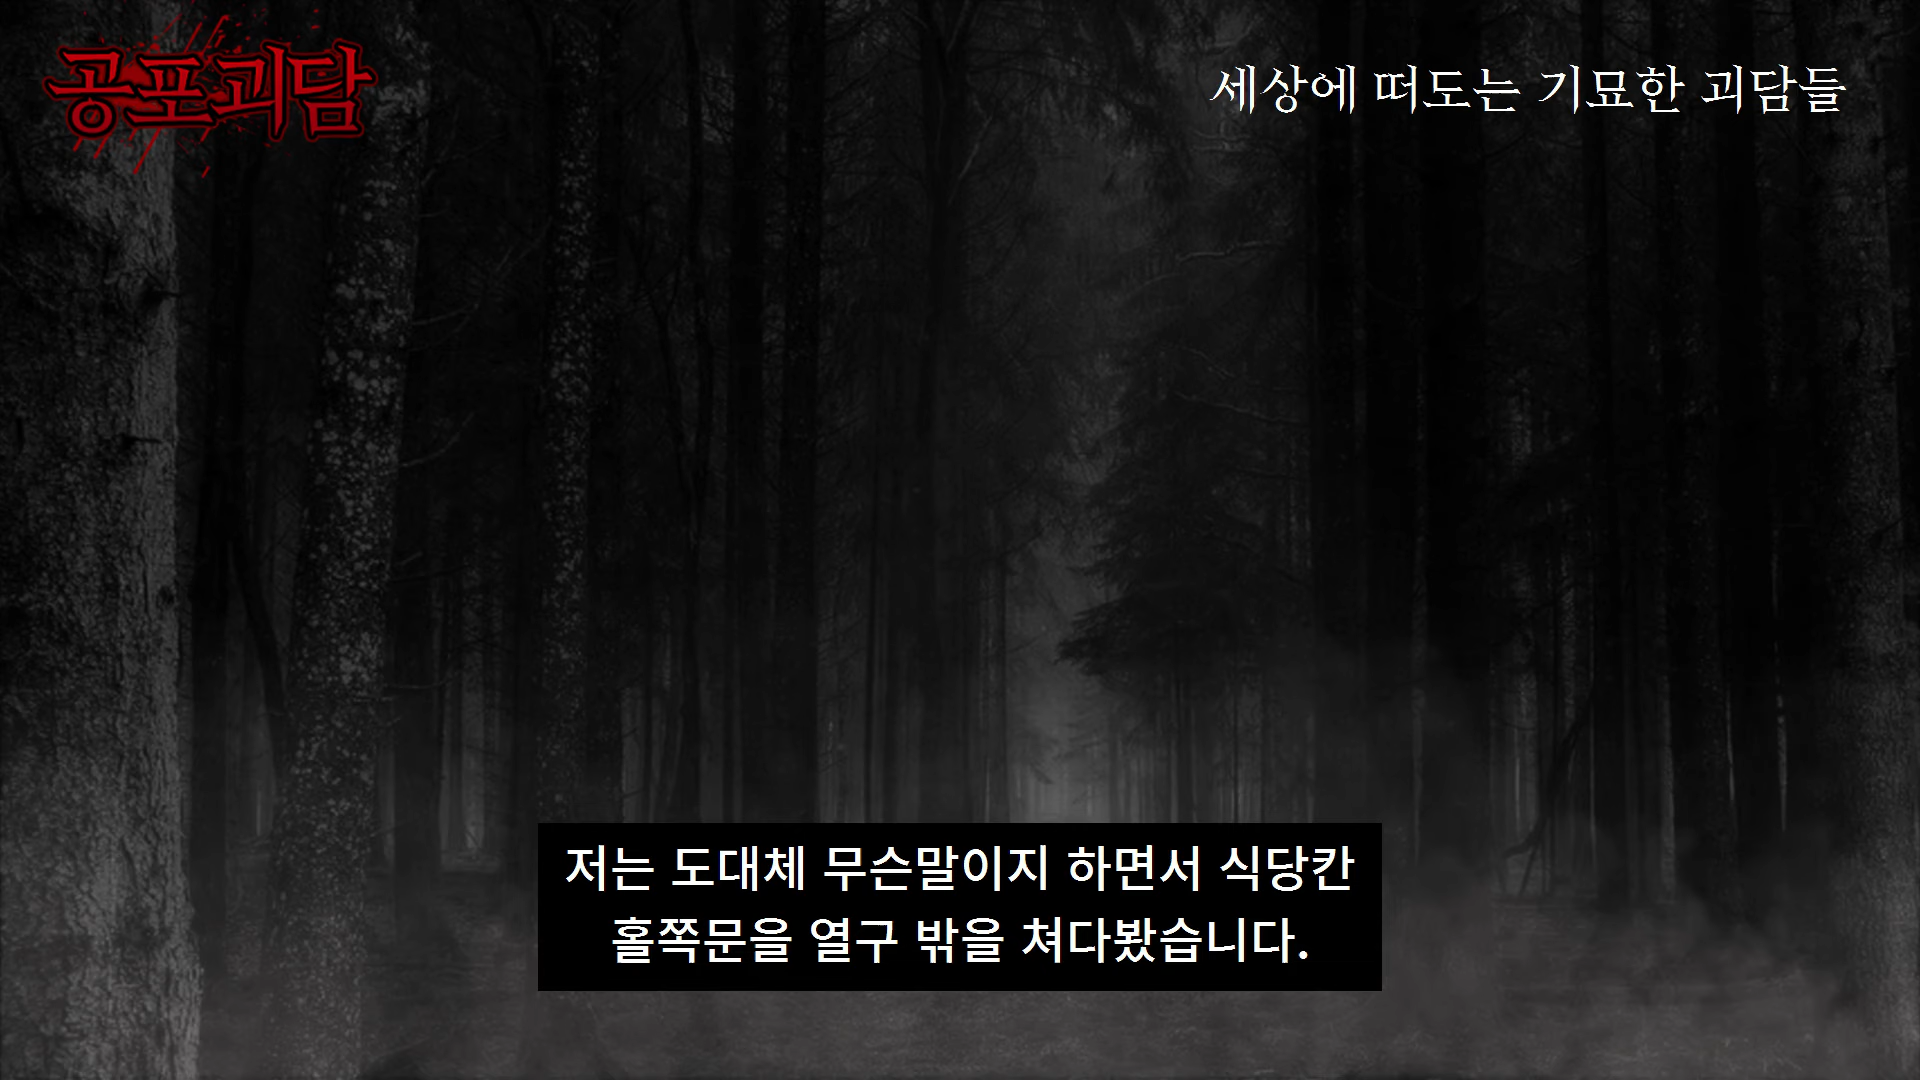 공포괴담
세상에 떠도는 기묘한 괴담들
저는 도대체 무슨말이지 하면서 식당칸
홀쪽문을 열구 밖을 쳐다봤습니다.